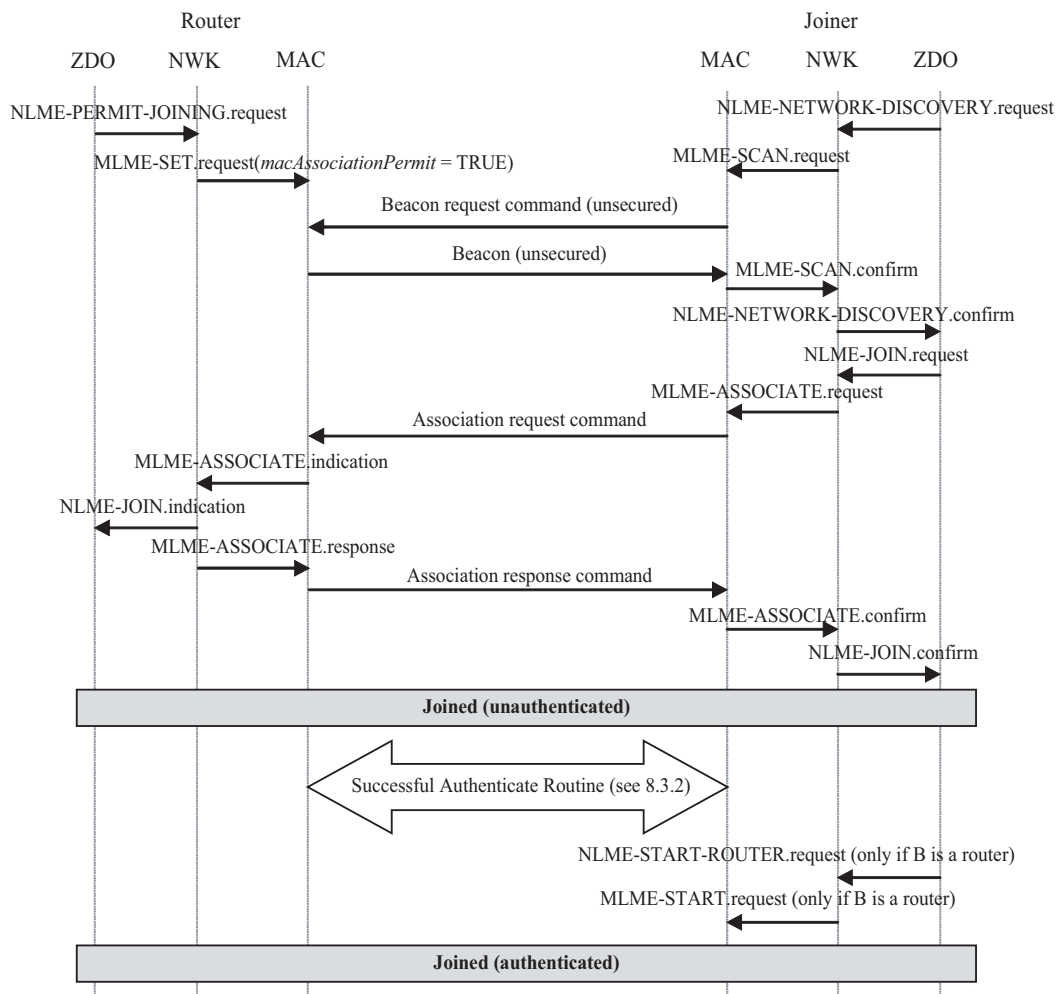 Router Joiner
ZDO NWK MAC MAC NWK ZDO
NLME-PERMIT-JOINING.request
NLME-NETWORK-DISCOVERY.request
MLME-SCAN.request
MLME-SET.request(macAssociationPermit = TRUE)
Beacon request command (unsecured)
Beacon (unsecured)
MLME-SCAN.confirm
NLME-NETWORK-DISCOVERY.confirm
NLME-JOIN.request
MLME-ASSOCIATE.request
Association request command
MLME-ASSOCIATE.indication
NLME-JOIN.indication
MLME-ASSOCIATE.response
Association response command
MLME-ASSOCIATE.confirm
NLME-JOIN.confirm
Joined (unauthenticated)
Successful Authenticate Routine (see 8.3.2)
NLME-START-ROUTER.request (only if B is a router)
MLME-START.request (only if B is a router)
Joined (authenticated)